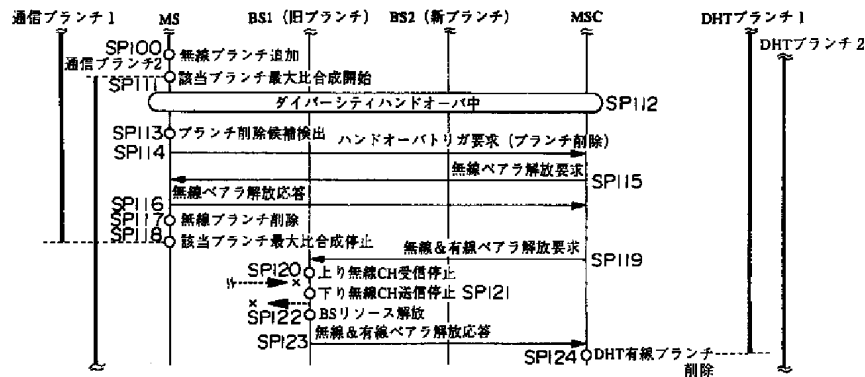 通信ブランチ1 MS BS1（旧ブランチ） BS2（新ブランチ） MSC DHTブランチ1
DHTブランチ2
SP100 無線ブランチ追加
通信ブランチ2
SP111 該当ブランチ最大比合成開始
ダイバーシティハンドオーバ中 SP112
SP113 ブランチ削除候補検出
SP114 ハンドオーバトリガ要求（ブランチ削除）
無線ベアラ解放要求 SP115
SP116 無線ベアラ解放応答
SP117 無線ブランチ削除
SP118 該当ブランチ最大比合成停止
無線&有線ベアラ解放要求 SP119
SP120 上り無線CH受信停止
×
下り無線CH送信停止 SP121
×
SP122 BSリソース解放
SP123 無線&有線ベアラ解放応答
SP124 DHT有線ブランチ
削除